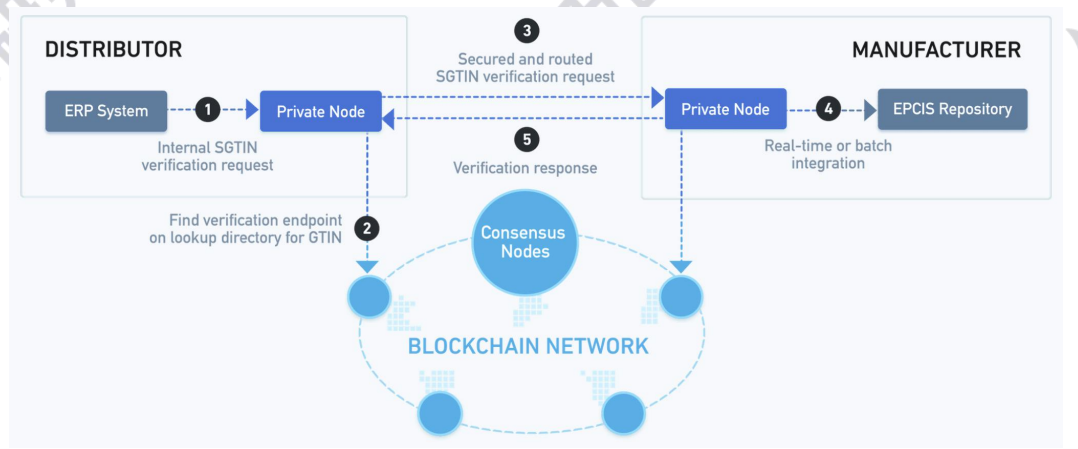 DISTRIBUTOR
MANUFACTURER
3
Secured and routed
SGTIN verification request
ERP System
1
Private Node
Private Node
4
EPCIS Repository
Internal SGTIN
verification request
5
Verification response
Real-time or batch
integration
Find verification endpoint
on lookup directory for GTIN
2
Consensus
Nodes
BLOCKCHAIN NETWORK